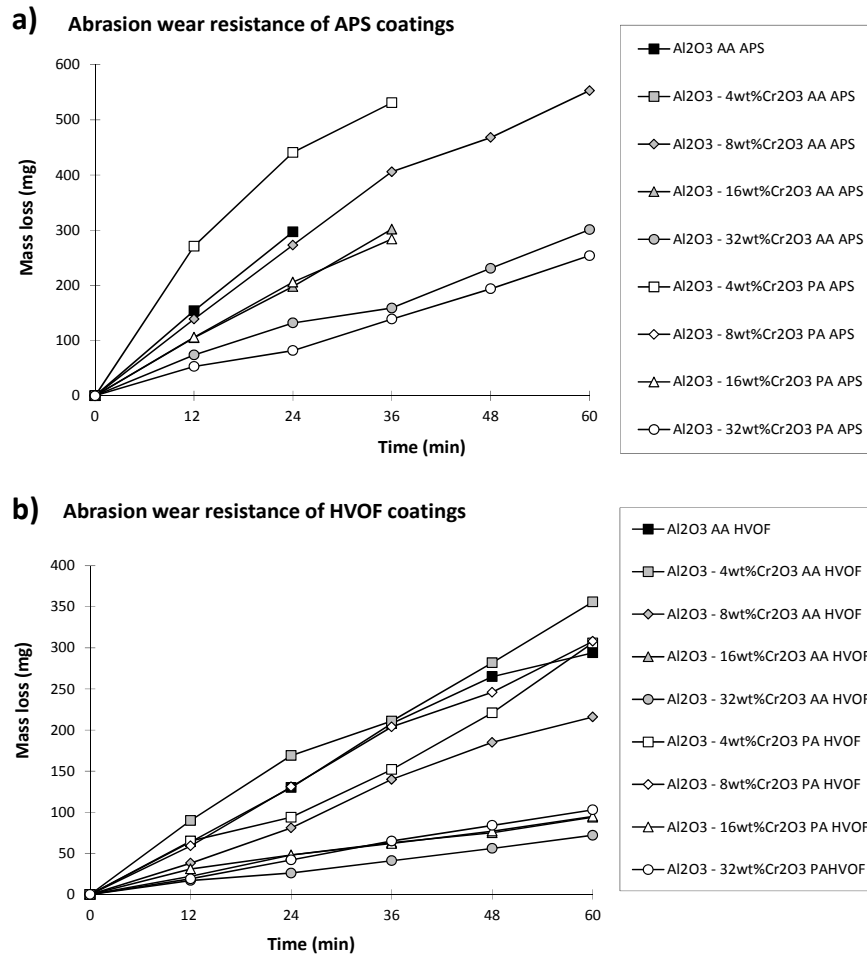 a) Abrasion wear resistance of APS coatings
600
500
400
300
200
100
0
0 12 24 36 48 60
Mass loss (mg)
Time (min)
Al2O3 AA APS
Al2O3 - 4wt%Cr2O3 AA APS
Al2O3 - 8wt%Cr2O3 AA APS
Al2O3 - 16wt%Cr2O3 AA APS
Al2O3 - 32wt%Cr2O3 AA APS
Al2O3 - 4wt%Cr2O3 PA APS
Al2O3 - 8wt%Cr2O3 PA APS
Al2O3 - 16wt%Cr2O3 PA APS
Al2O3 - 32wt%Cr2O3 PA APS
b) Abrasion wear resistance of HVOF coatings
400
350
300
250
200
150
100
50
0
0 12 24 36 48 60
Mass loss (mg)
Time (min)
Al2O3 AA HVOF
Al2O3 - 4wt%Cr2O3 AA HVOF
Al2O3 - 8wt%Cr2O3 AA HVOF
Al2O3 - 16wt%Cr2O3 AA HVOF
Al2O3 - 32wt%Cr2O3 AA HVOF
Al2O3 - 4wt%Cr2O3 PA HVOF
Al2O3 - 8wt%Cr2O3 PA HVOF
Al2O3 - 16wt%Cr2O3 PA HVOF
Al2O3 - 32wt%Cr2O3 PAHVOF